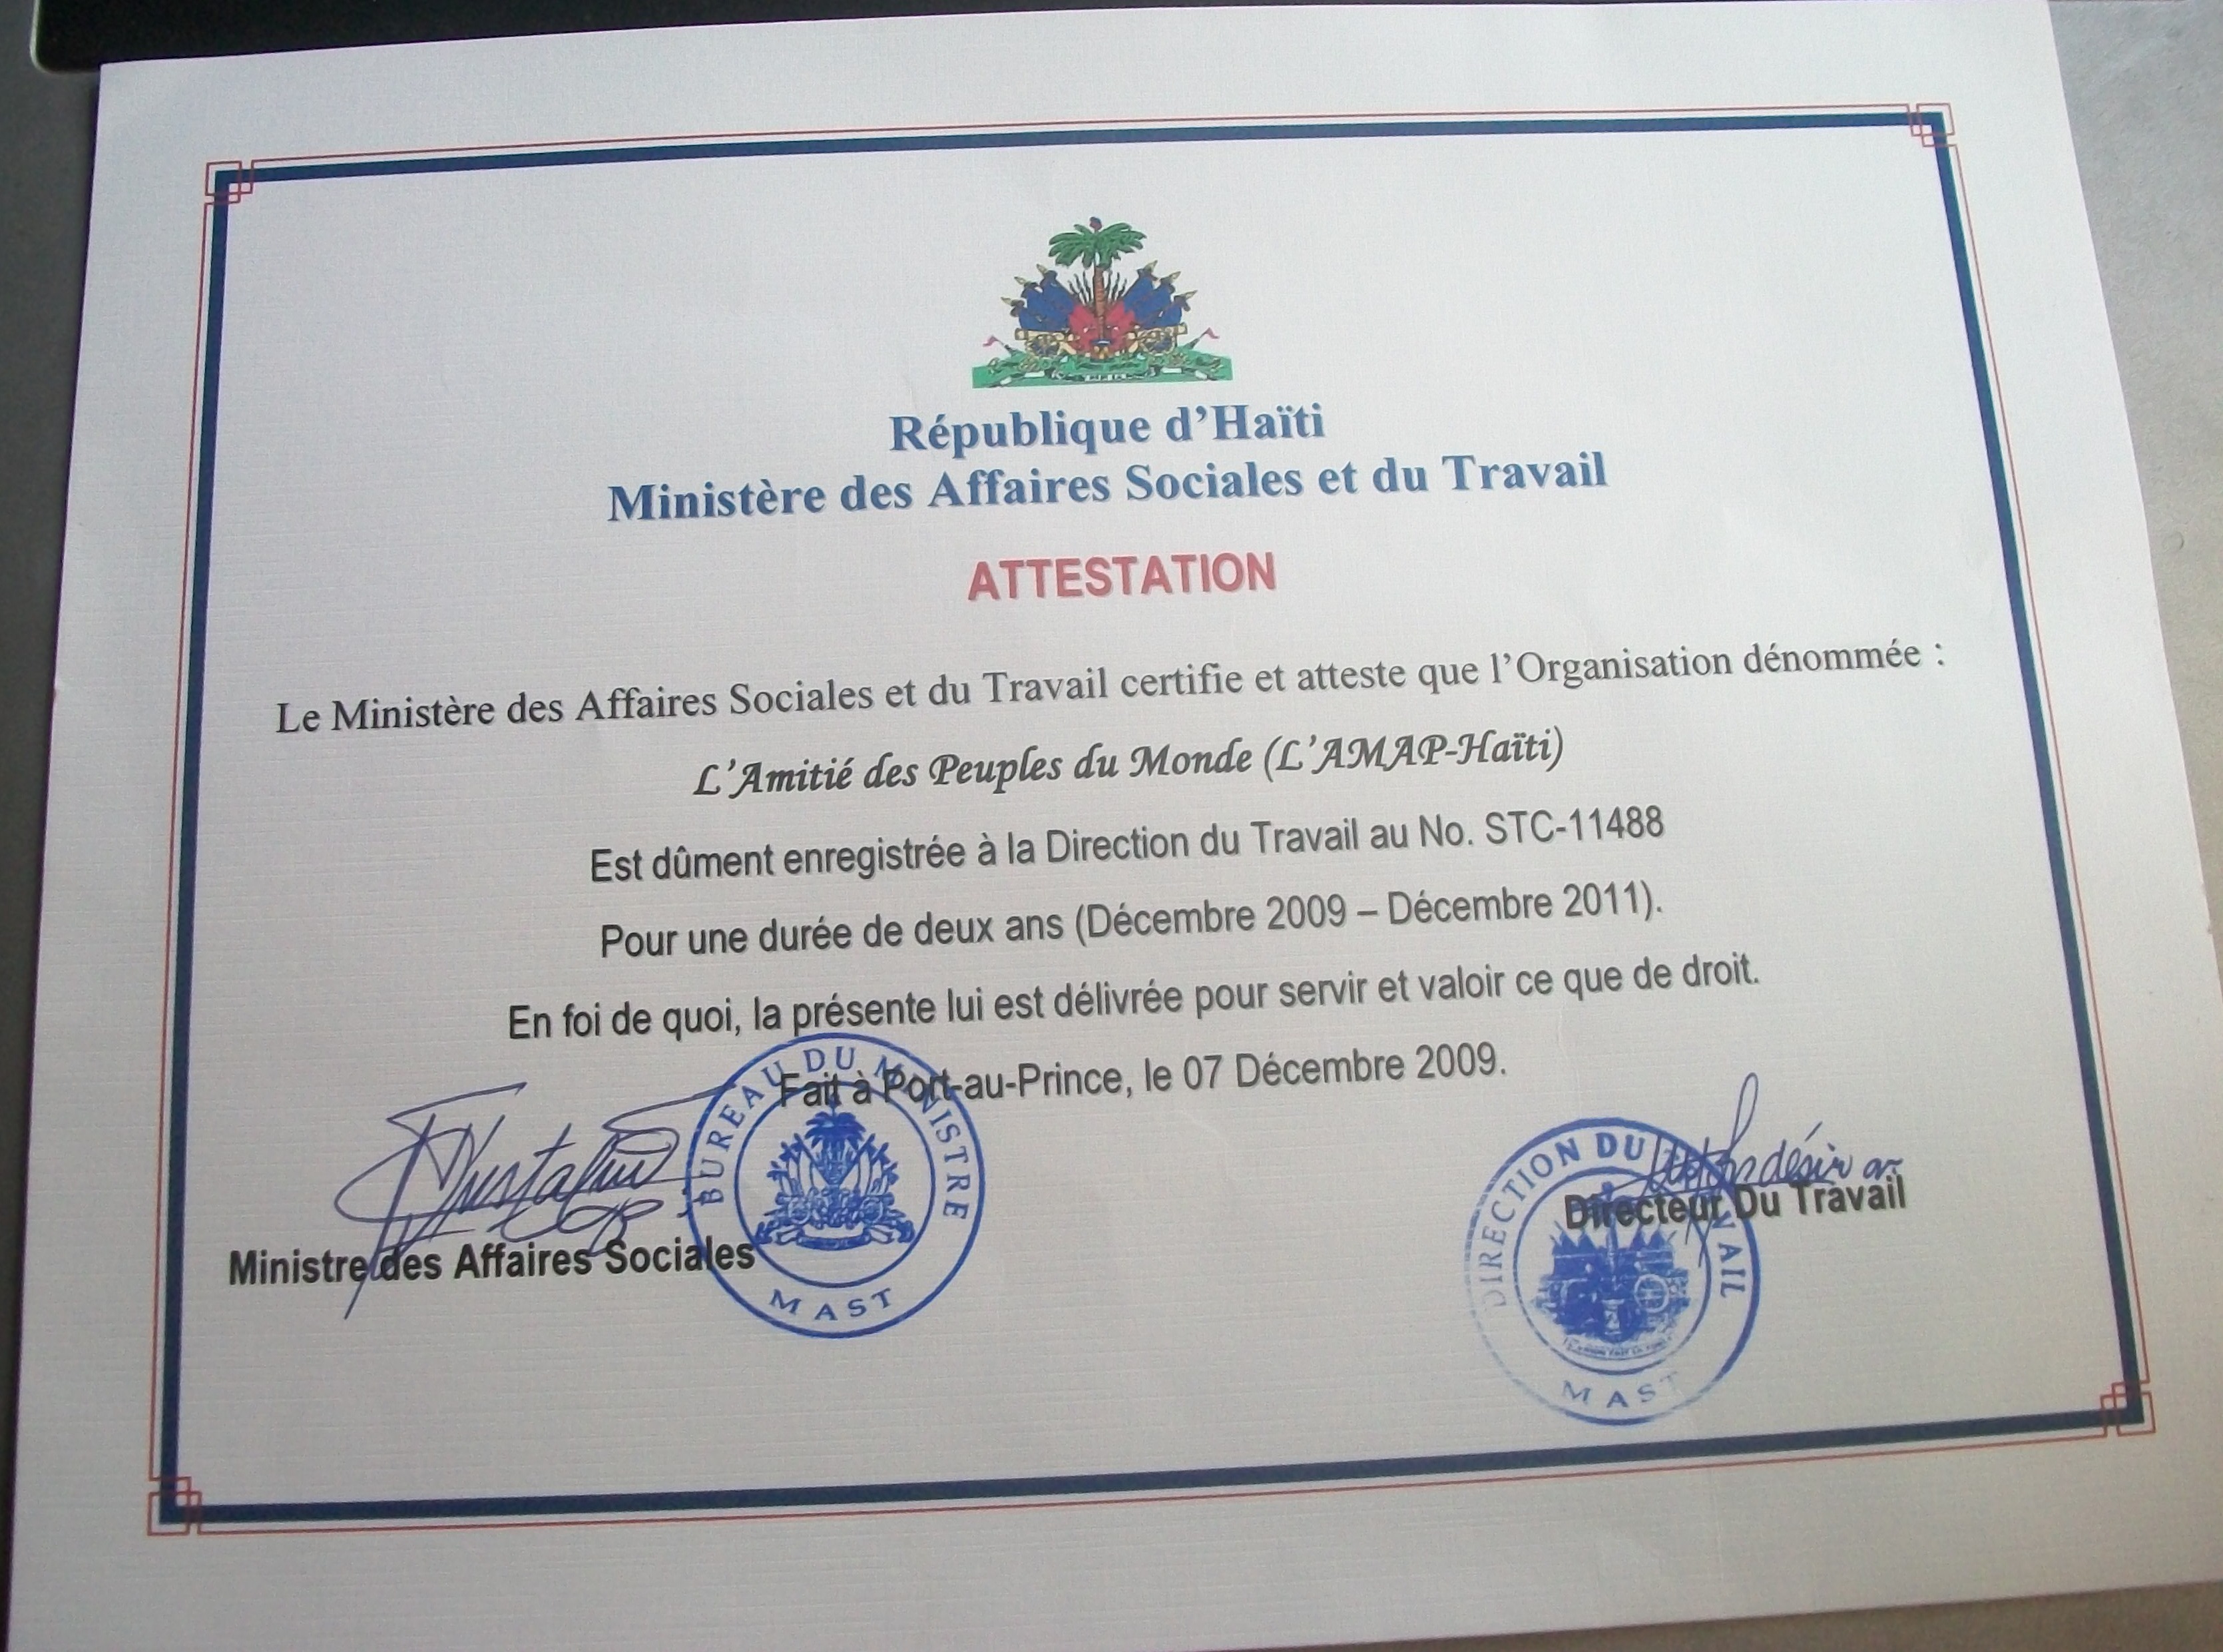 République d'Haïti
Ministère des Affaires Sociales et du Travail
ATTESTATION
Le Ministère des Affaires Sociales et du Travail certifie et atteste que l'Organisation dénommée :
L'Amitié des Peuples du Monde (L'AMAP-Haïti)
Est dûment enregistrée à la Direction du Travail au No. STC-11488
Pour une durée de deux ans (Décembre 2009 – Décembre 2011).
En foi de quoi, la présente lui est délivrée pour servir et valoir ce que de droit.
Fait à Port-au-Prince, le 07 Décembre 2009.
BUREAU DU MINISTRE
MAST
Ministre des Affaires Sociales
DIRECTION DU TRAVAIL
MAST
Directeur Du Travail